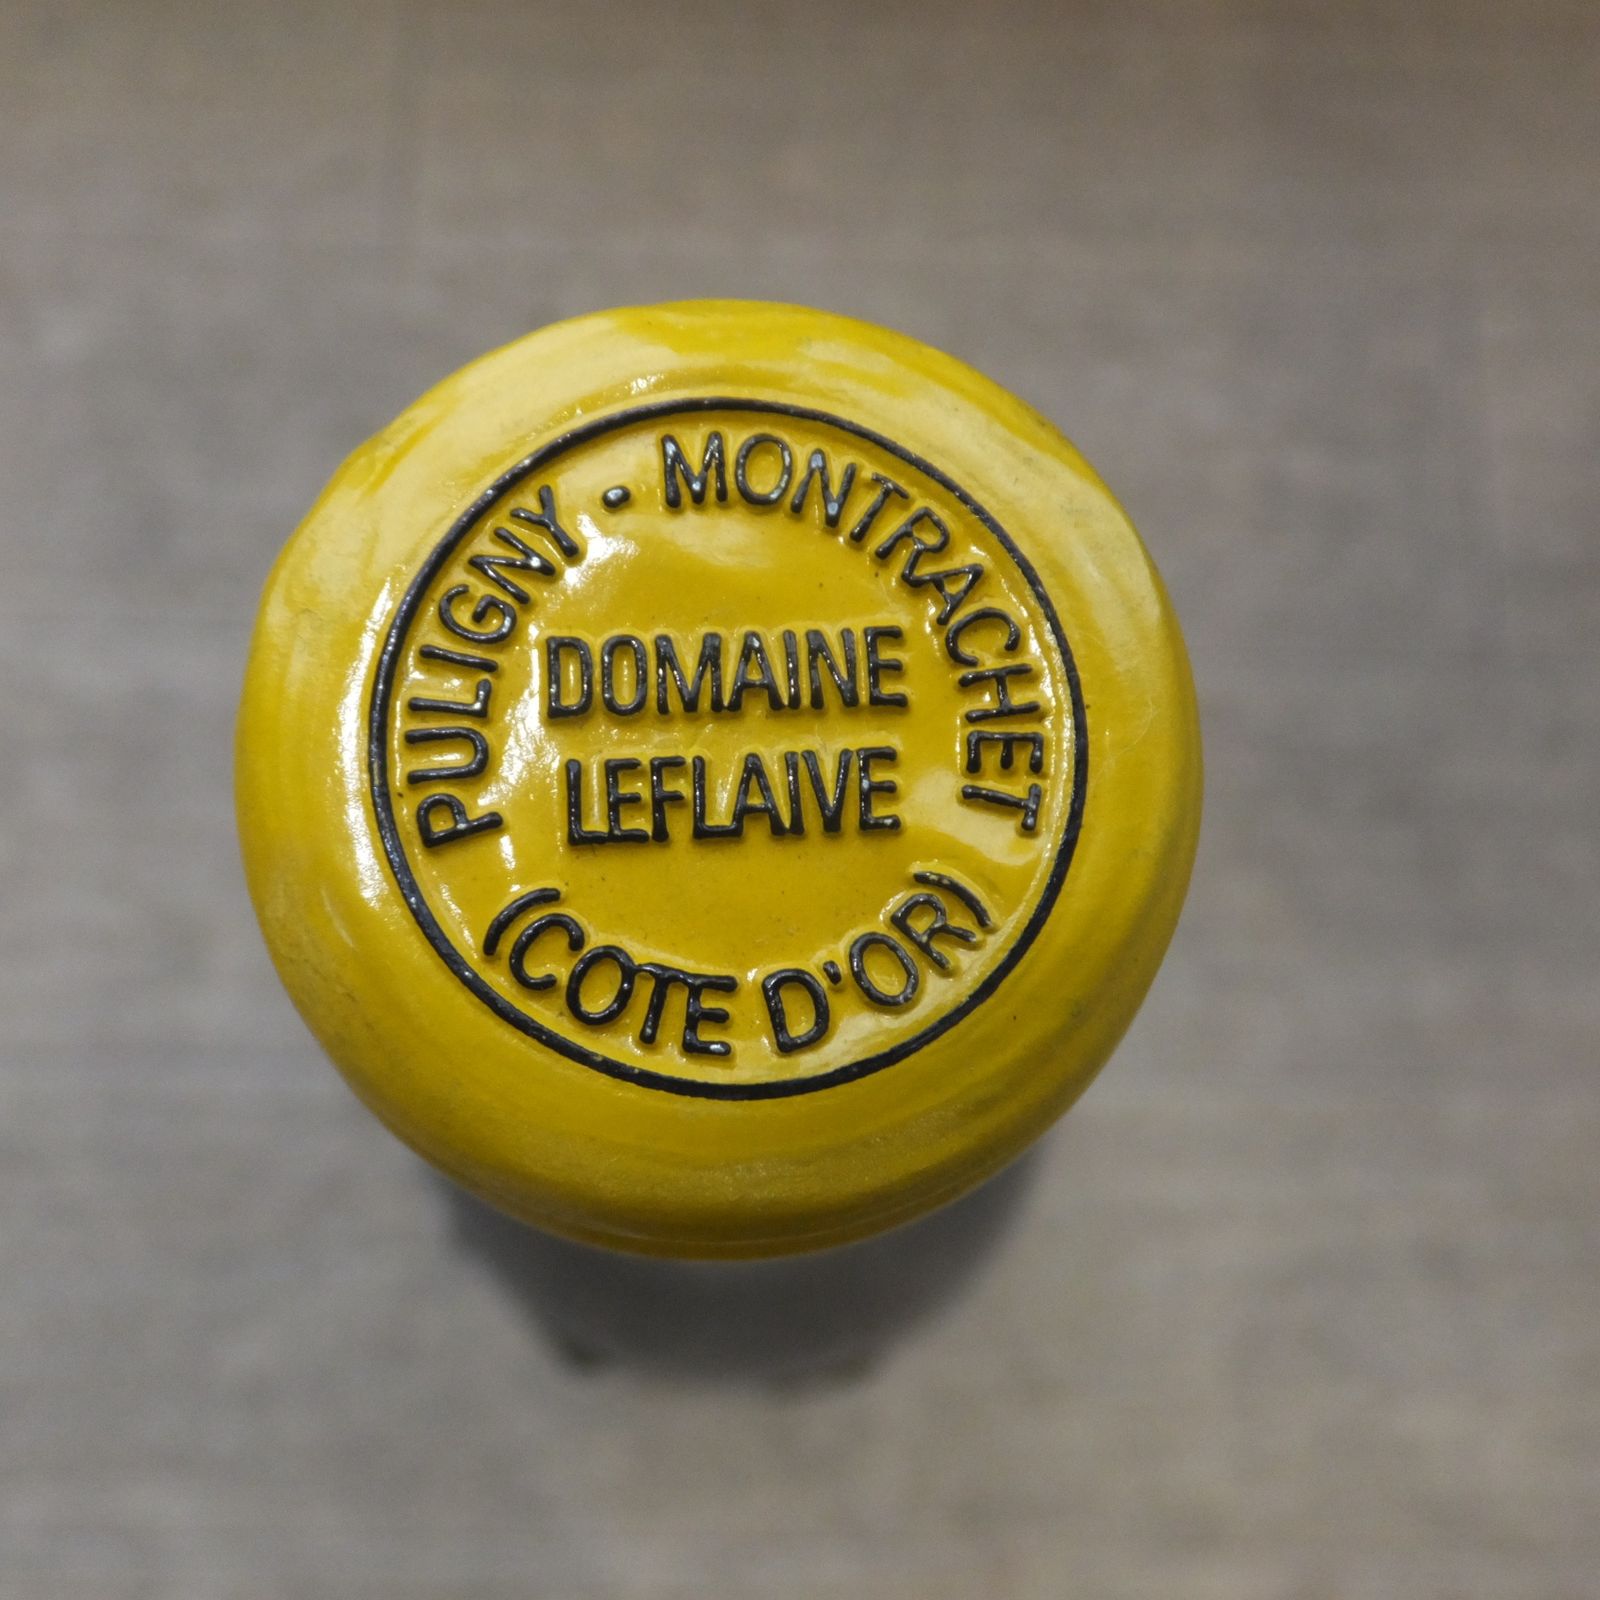 PULIGNY - MONTRACHET
DOMAINE
LEFLAIVE
(COTE D'OR)